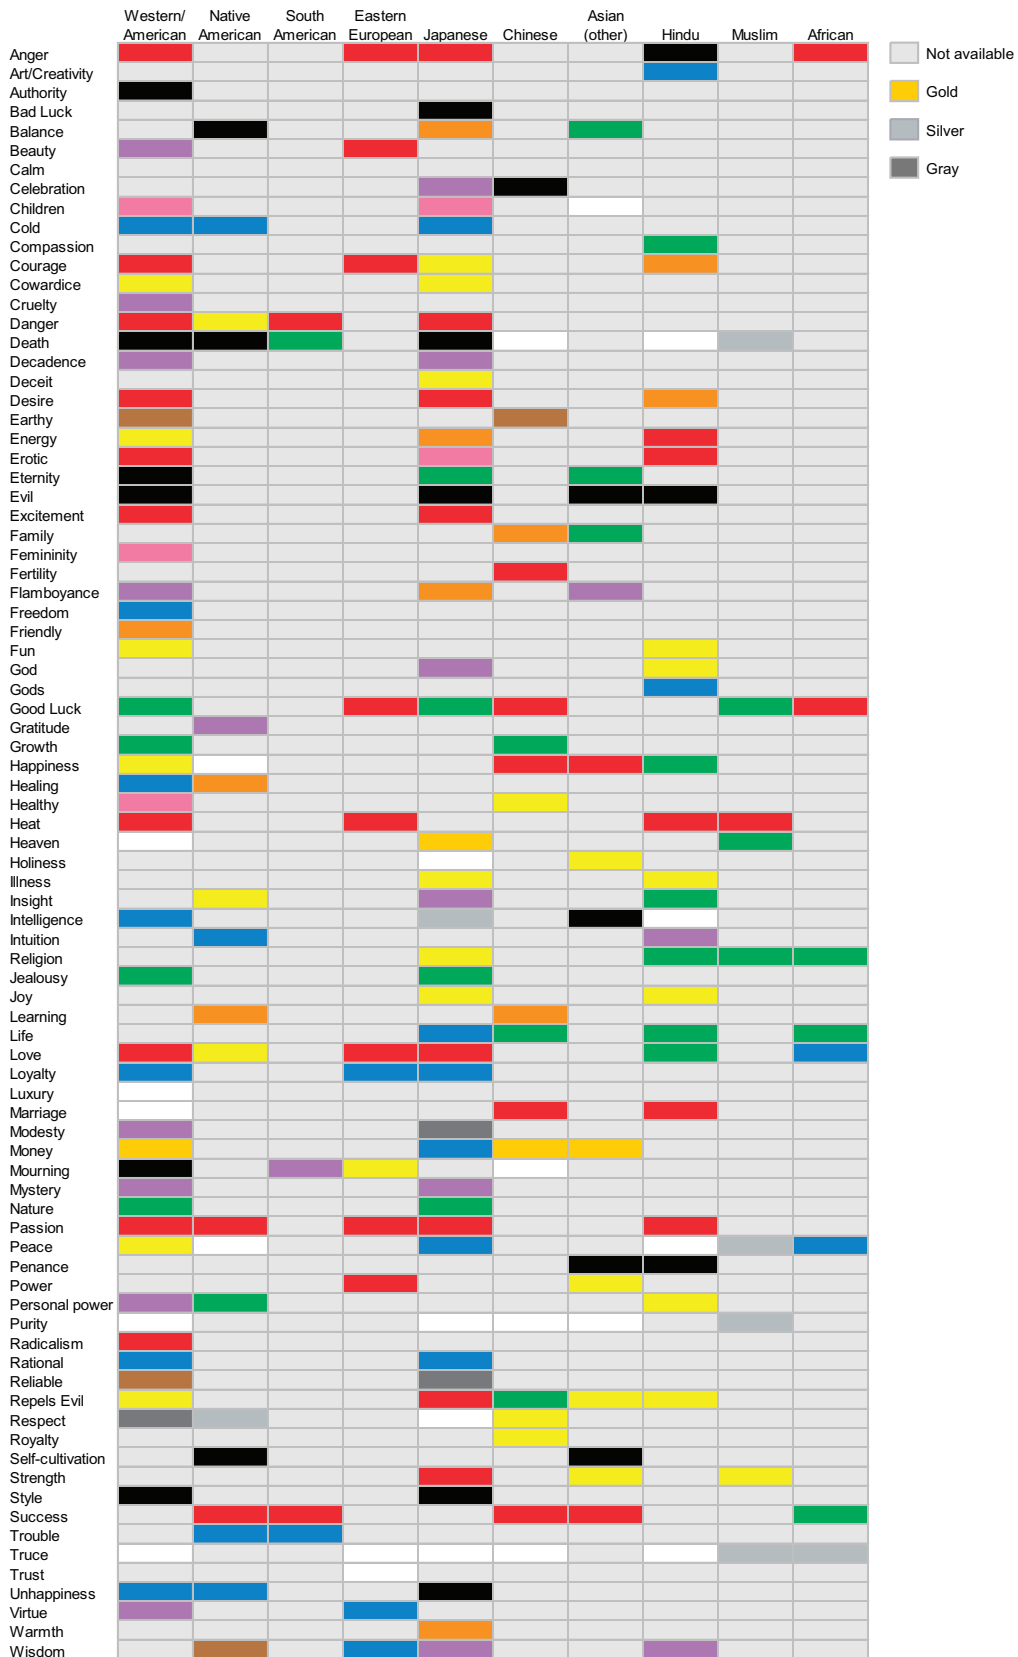 Western/ Native South Eastern Asian
American American American European Japanese Chinese (other) Hindu Muslim African
Anger
Art/Creativity
Authority
Bad Luck
Balance
Beauty
Calm
Celebration
Children
Cold
Compassion
Courage
Cowardice
Cruelty
Danger
Death
Decadence
Deceit
Desire
Earthy
Energy
Erotic
Eternity
Evil
Excitement
Family
Femininity
Fertility
Flamboyance
Freedom
Friendly
Fun
God
Gods
Good Luck
Gratitude
Growth
Happiness
Healing
Healthy
Heat
Heaven
Holiness
Illness
Insight
Intelligence
Intuition
Religion
Jealousy
Joy
Learning
Life
Love
Loyalty
Luxury
Marriage
Modesty
Money
Mourning
Mystery
Nature
Passion
Peace
Penance
Power
Personal power
Purity
Radicalism
Rational
Reliable
Repels Evil
Respect
Royalty
Self-cultivation
Strength
Style
Success
Trouble
Truce
Trust
Unhappiness
Virtue
Warmth
Wisdom
Not available
Gold
Silver
Gray